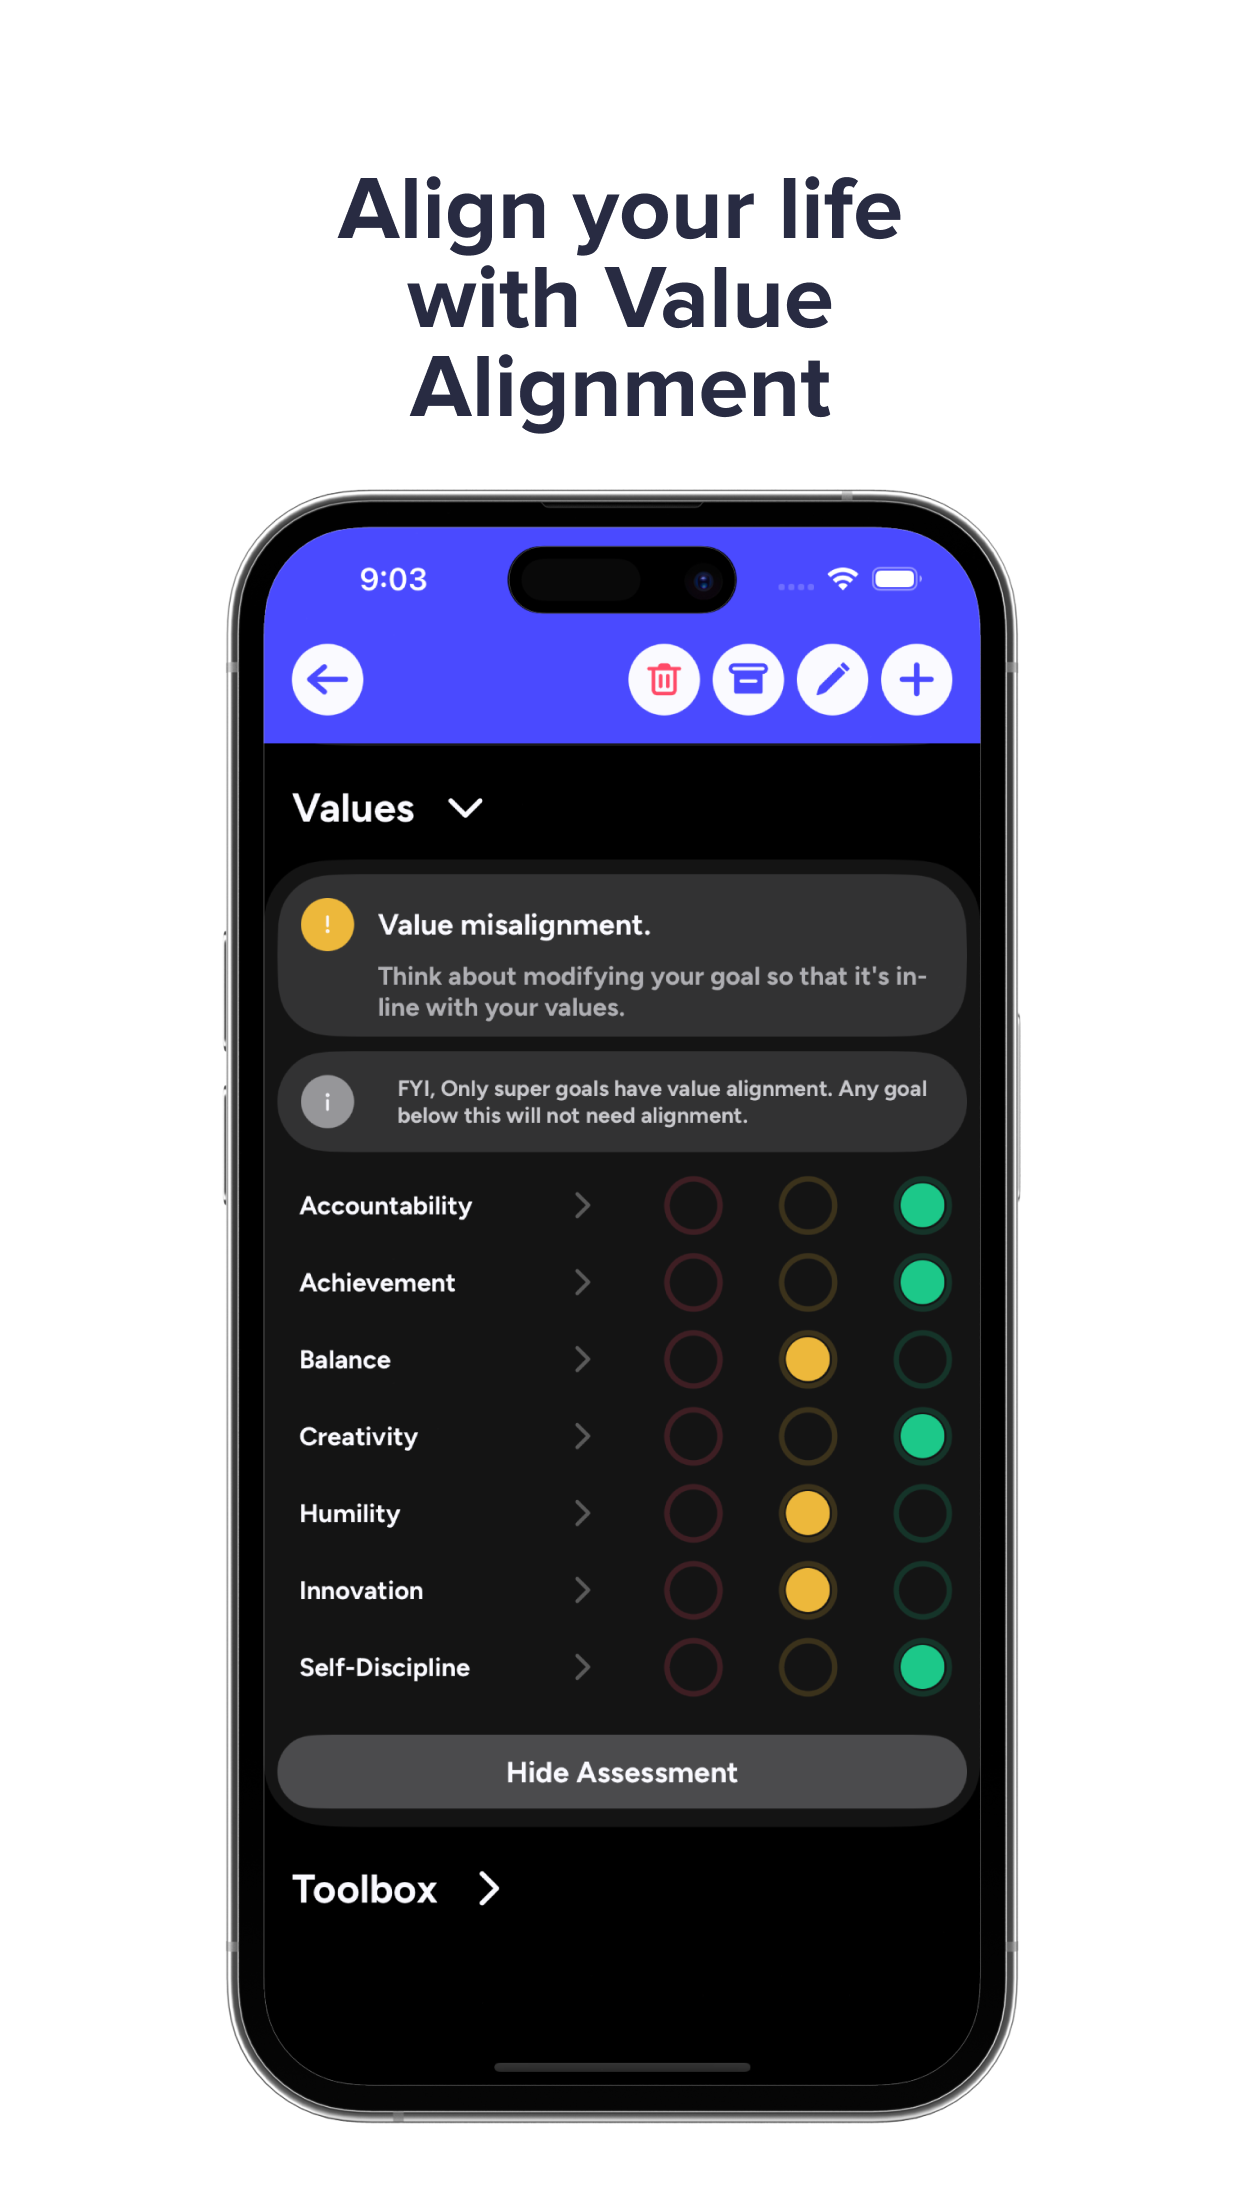 Align your life
with Value
Alignment
9:03
Values
Value misalignment.
Think about modifying your goal so that it's in-
line with your values.
FYI, Only super goals have value alignment. Any goal
below this will not need alignment.
Accountability
Achievement
Balance
Creativity
Humility
Innovation
Self-Discipline
Hide Assessment
Toolbox